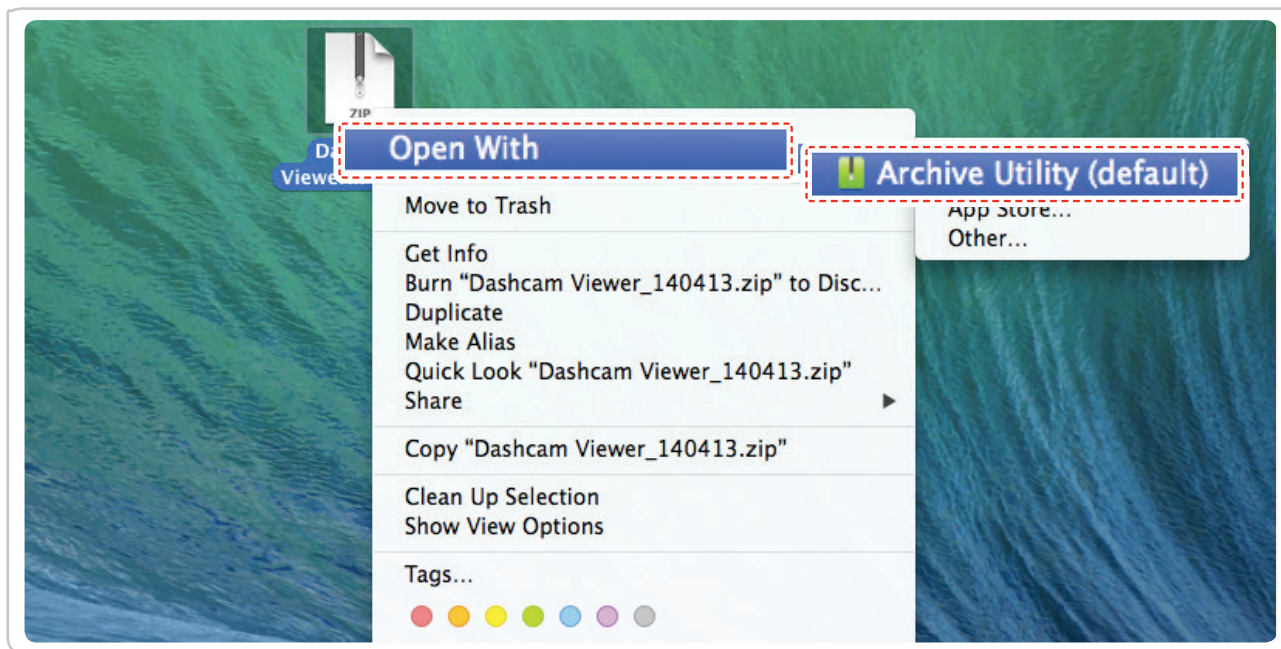 ZIP
Open With
Viewe
Archive Utility (default)
App Store...
Other...
Move to Trash
Get Info
Burn “Dashcam Viewer_140413.zip” to Disc...
Duplicate
Make Alias
Quick Look “Dashcam Viewer_140413.zip”
Share
Copy “Dashcam Viewer_140413.zip”
Clean Up Selection
Show View Options
Tags...